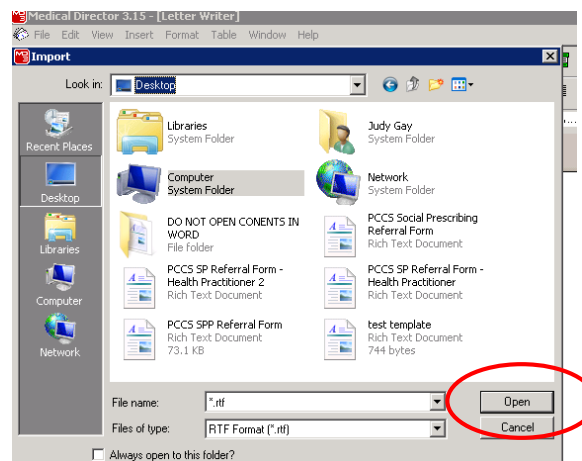 Medical Director 3.15 - [Letter Writer]
File Edit View Insert Format Table Window Help
Import
Look in: Desktop
Recent Places
Desktop
Libraries
Computer
Network
Libraries
System Folder
Judy Gay
System Folder
Computer
System Folder
Network
System Folder
DO NOT OPEN CONENTS IN
WORD
File folder
PCCS Social Prescribing
Referral Form
Rich Text Document
PCCS SP Referral Form -
Health Practitioner 2
Rich Text Document
PCCS SP Referral Form -
Health Practitioner
Rich Text Document
PCCS SPP Referral Form
Rich Text Document
73.1 KB
test template
Rich Text Document
744 bytes
File name: *.rtf Open
Files of type: RTF Format (*.rtf) Cancel
Always open to this folder?